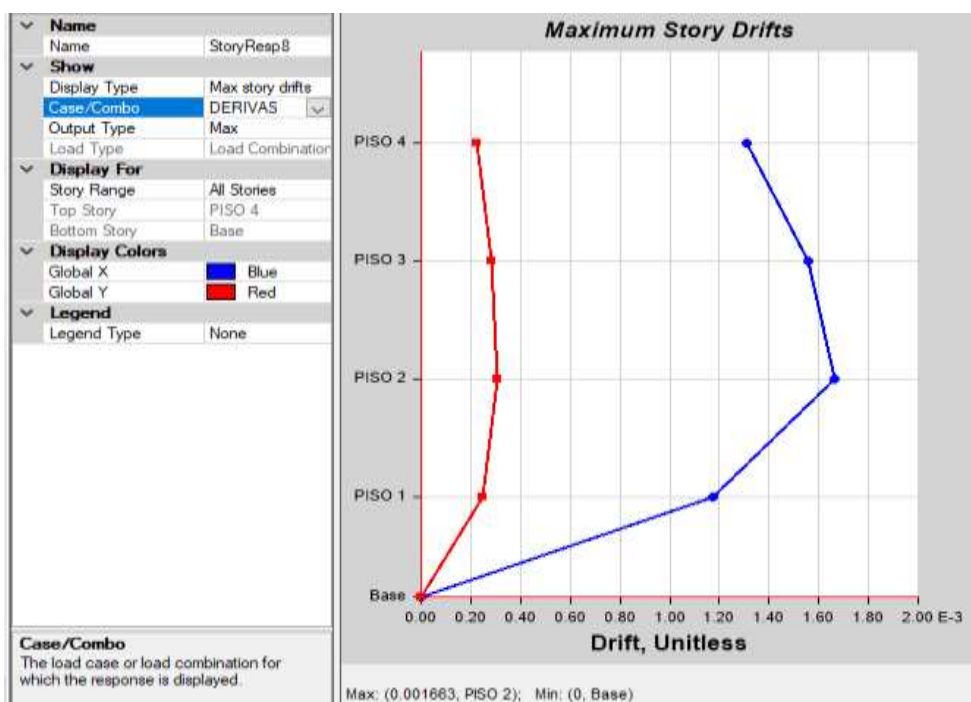 Name
Name StoryResp8
Show
Display Type Max story drifts
Case/Combo DERIVAS
Output Type Max
Load Type Load Combination
Display For
Story Range All Stories
Top Story PISO 4
Bottom Story Base
Display Colors
Global X Blue
Global Y Red
Legend
Legend Type None
Case/Combo
The load case or load combination for
which the response is displayed.
Maximum Story Drifts
PISO 4
PISO 3
PISO 2
PISO 1
Base
0.00 0.20 0.40 0.60 0.80 1.00 1.20 1.40 1.60 1.80 2.00 E-3
Drift, Unitless
Max: (0.001663, PISO 2); Min: (0, Base)